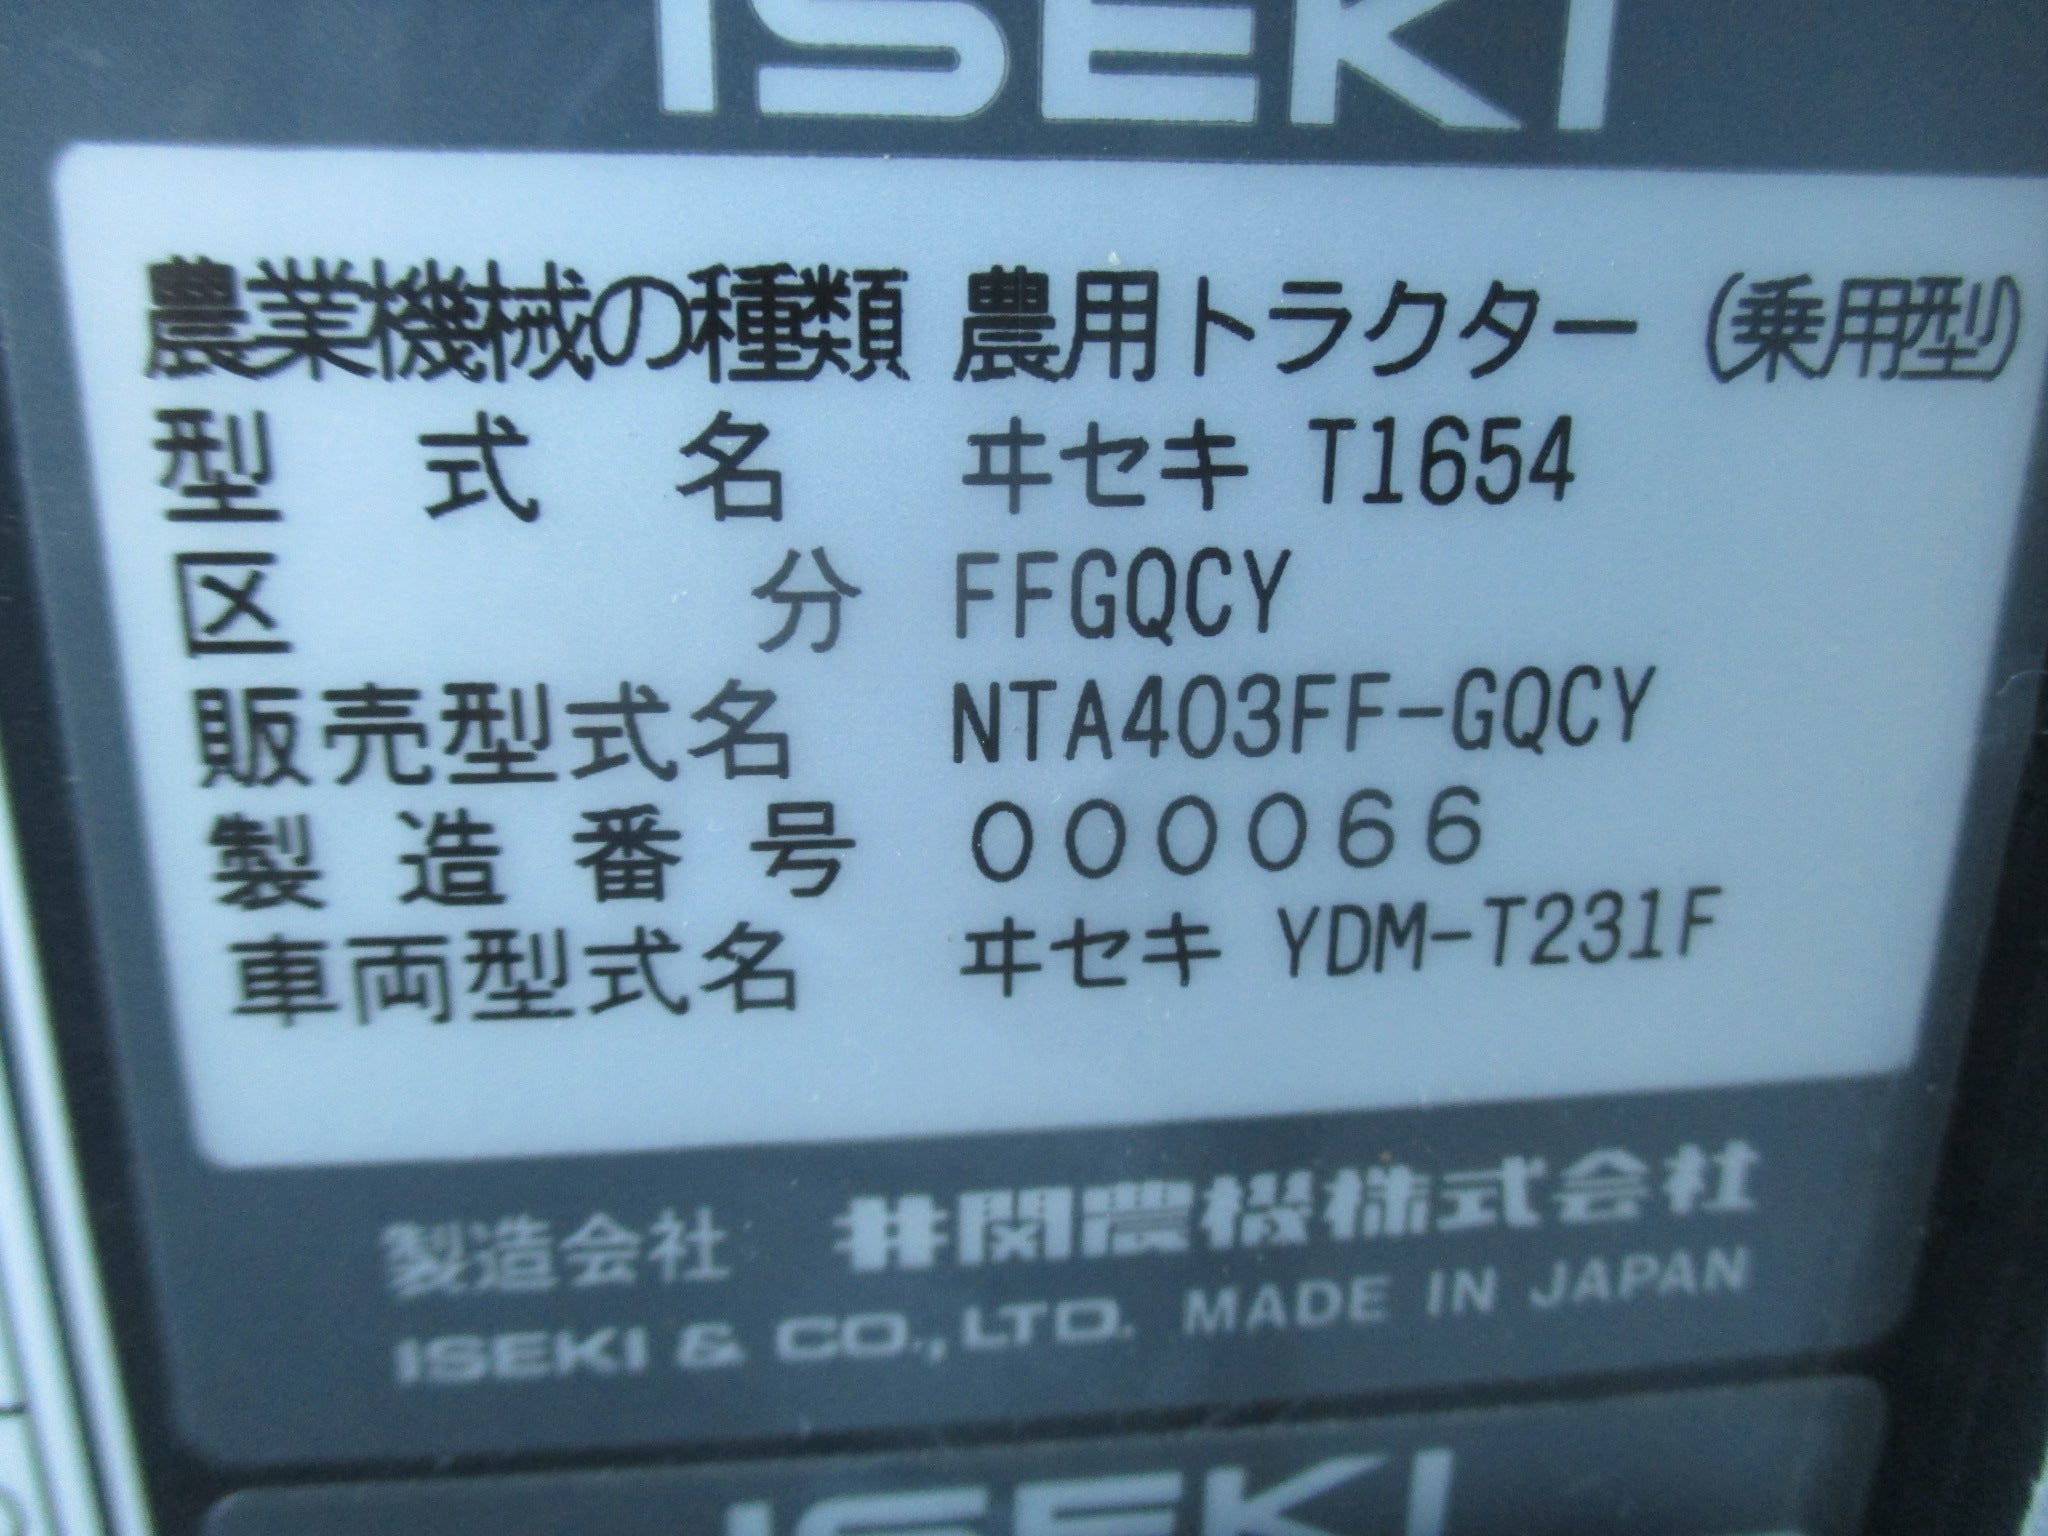 ISEKI
農業機械の種類 農用トラクター (乗用型)
型式名 ヰセキ T1654
区分 FFGQCY
販売型式名 NTA403FF-GQCY
製造番号 000066
車両型式名 ヰセキ YDM-T231F
製造会社 井関農機株式会社
ISEKI & CO., LTD. MADE IN JAPAN
ISEKI